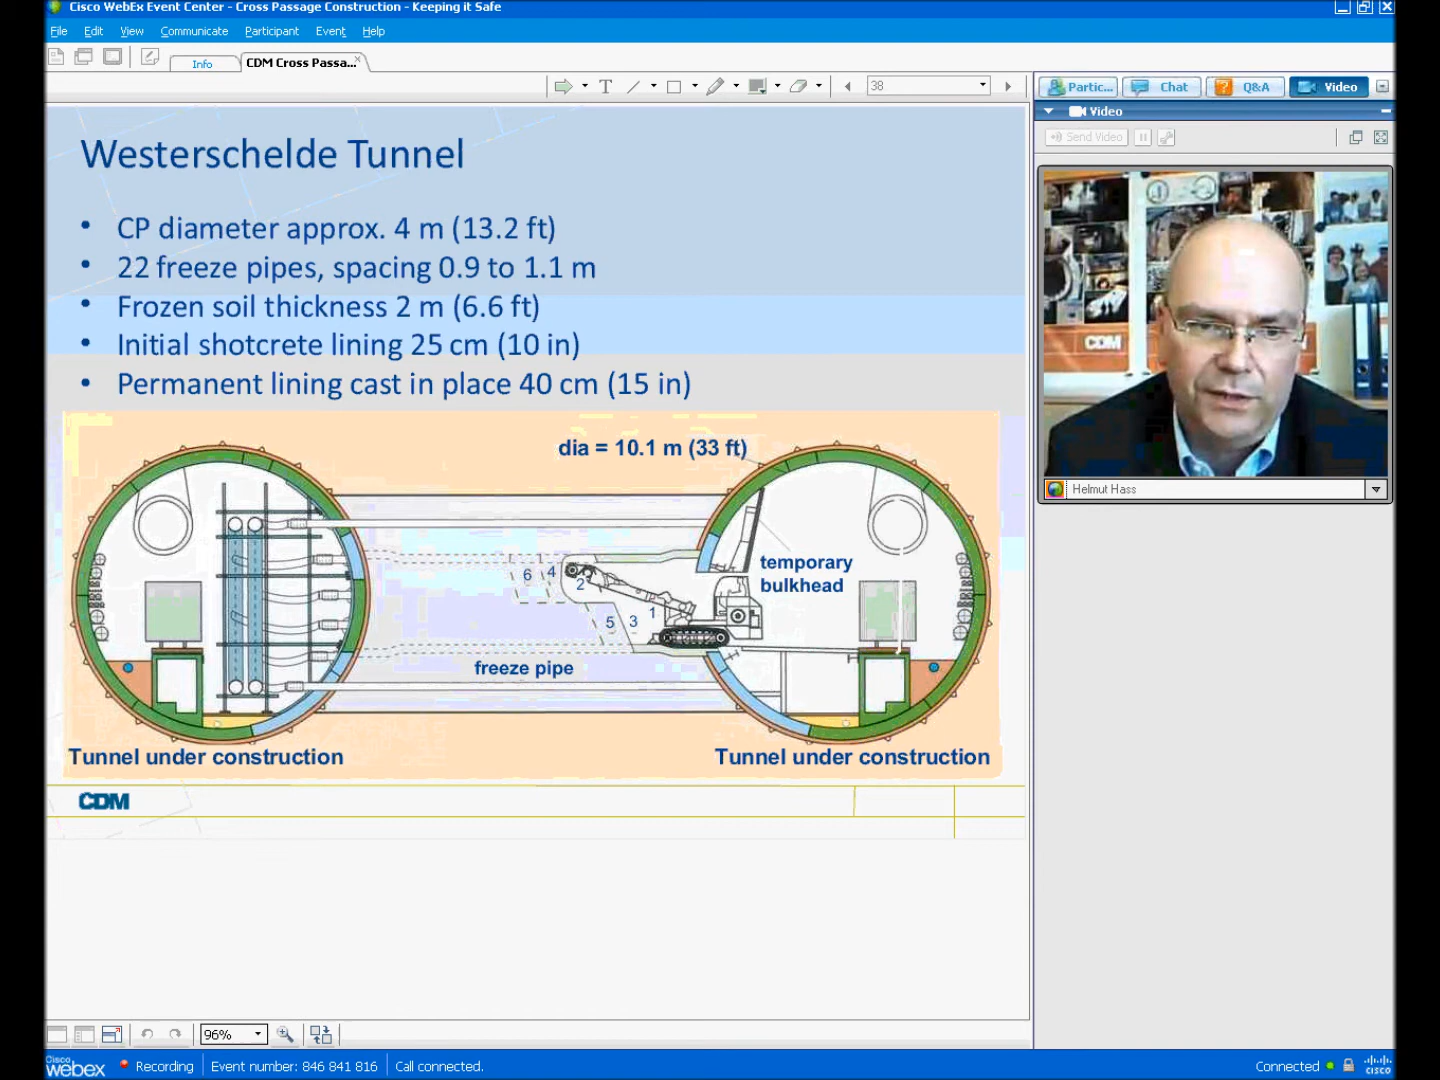 Cisco WebEx Event Center - Cross Passage Construction - Keeping it Safe
File Edit View Communicate Participant Event Help
Info
CDM Cross Passa...
38
Partic... Chat Q&A Video
Video
Send Video
Westerschelde Tunnel
• CP diameter approx. 4 m (13.2 ft)
• 22 freeze pipes, spacing 0.9 to 1.1 m
• Frozen soil thickness 2 m (6.6 ft)
• Initial shotcrete lining 25 cm (10 in)
• Permanent lining cast in place 40 cm (15 in)
CDM
Helmut Hass
dia = 10.1 m (33 ft)
temporary
bulkhead
6 4 2
5 3 1
freeze pipe
Tunnel under construction
Tunnel under construction
CDM
96%
Cisco
webex
Recording
Event number: 846 841 816
Call connected.
Connected
CISCO